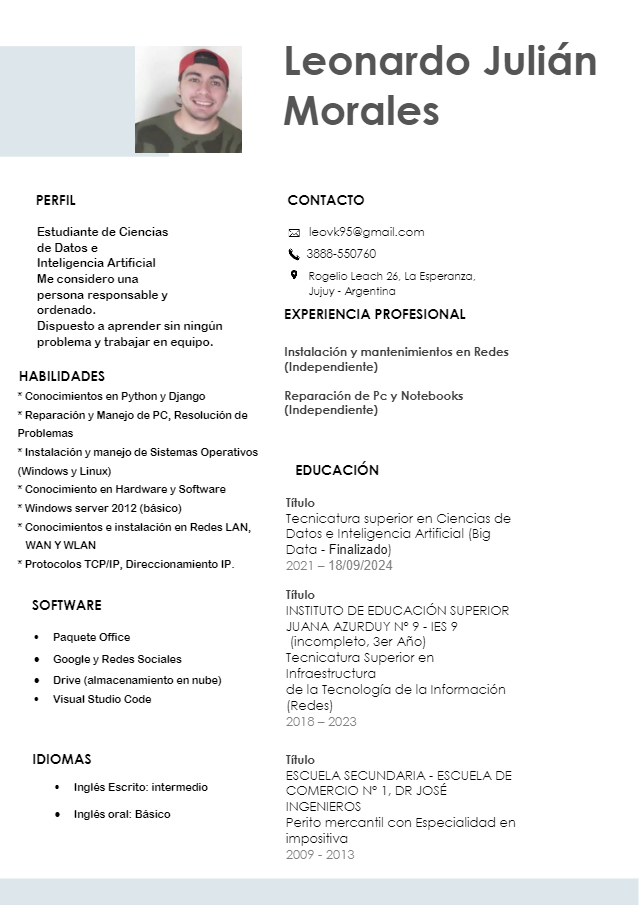 Leonardo Julián
Morales
PERFIL
Estudiante de Ciencias
de Datos e
Inteligencia Artificial
Me considero una
persona responsable y
ordenado.
Dispuesto a aprender sin ningún
problema y trabajar en equipo.
HABILIDADES
* Conocimientos en Python y Django
* Reparación y Manejo de PC, Resolución de
Problemas
* Instalación y manejo de Sistemas Operativos
(Windows y Linux)
* Conocimiento en Hardware y Software
* Windows server 2012 (básico)
* Conocimientos e instalación en Redes LAN,
WAN Y WLAN
* Protocolos TCP/IP, Direccionamiento IP.
SOFTWARE
• Paquete Office
• Google y Redes Sociales
• Drive (almacenamiento en nube)
• Visual Studio Code
IDIOMAS
• Inglés Escrito: intermedio
• Inglés oral: Básico
CONTACTO
leovk95@gmail.com
3888-550760
Rogelio Leach 26, La Esperanza,
Jujuy - Argentina
EXPERIENCIA PROFESIONAL
Instalación y mantenimientos en Redes
(Independiente)
Reparación de Pc y Notebooks
(Independiente)
EDUCACIÓN
Título
Tecnicatura superior en Ciencias de
Datos e Inteligencia Artificial (Big
Data - Finalizado)
2021 – 18/09/2024
Título
INSTITUTO DE EDUCACIÓN SUPERIOR
JUANA AZURDUY Nº 9 - IES 9
(incompleto, 3er Año)
Tecnicatura Superior en
Infraestructura
de la Tecnología de la Información
(Redes)
2018 – 2023
Título
ESCUELA SECUNDARIA - ESCUELA DE
COMERCIO Nº 1, DR JOSÉ
INGENIEROS
Perito mercantil con Especialidad en
impositiva
2009 - 2013